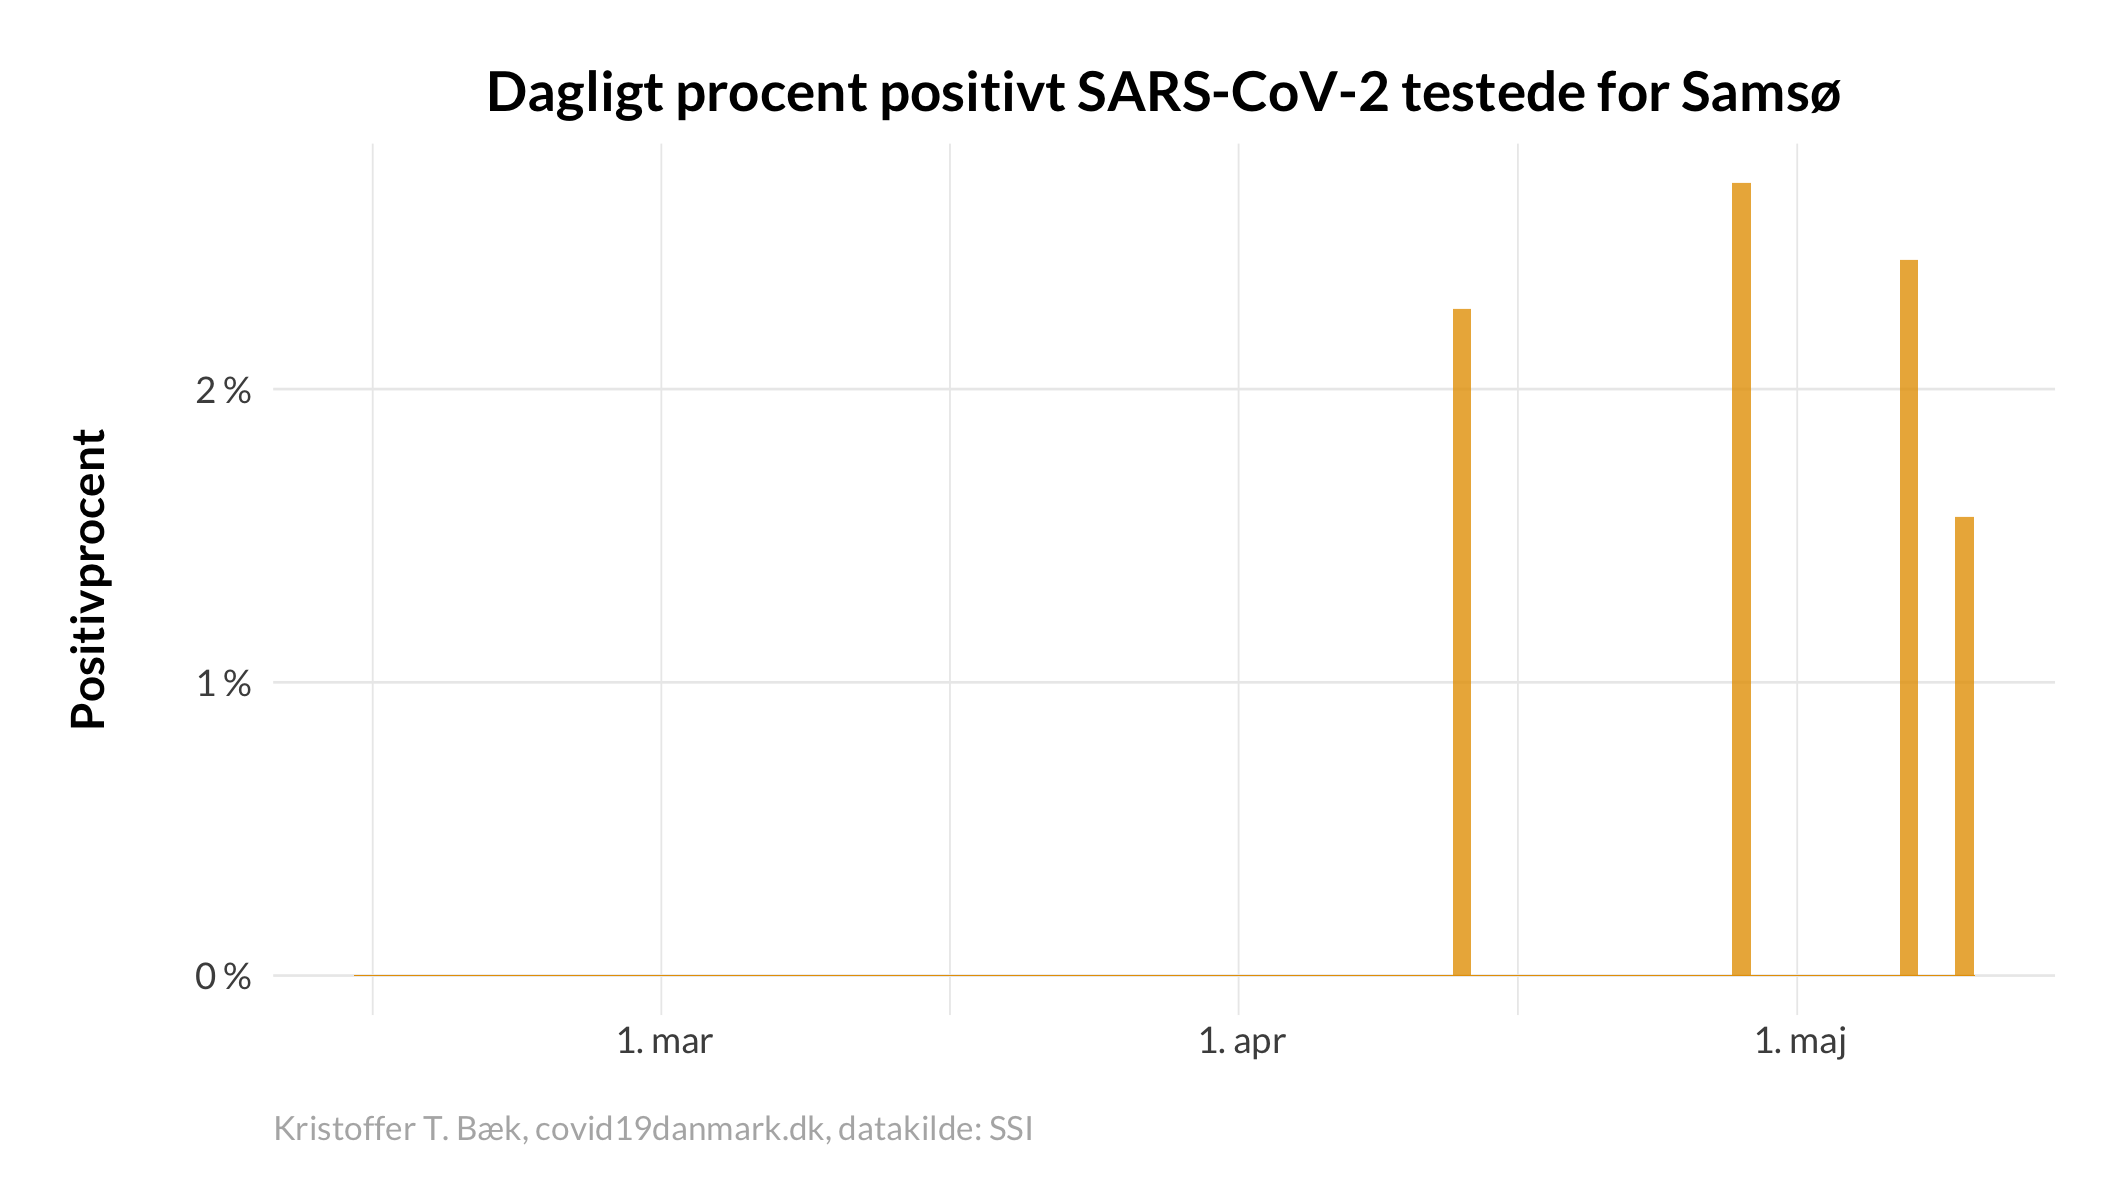 Dagligt procent positivt SARS-CoV-2 testede for Samsø
Positivprocent
2 %
1 %
0 %
1. mar
1. apr
1. maj
Kristoffer T. Bæk, covid19danmark.dk, datakilde: SSI